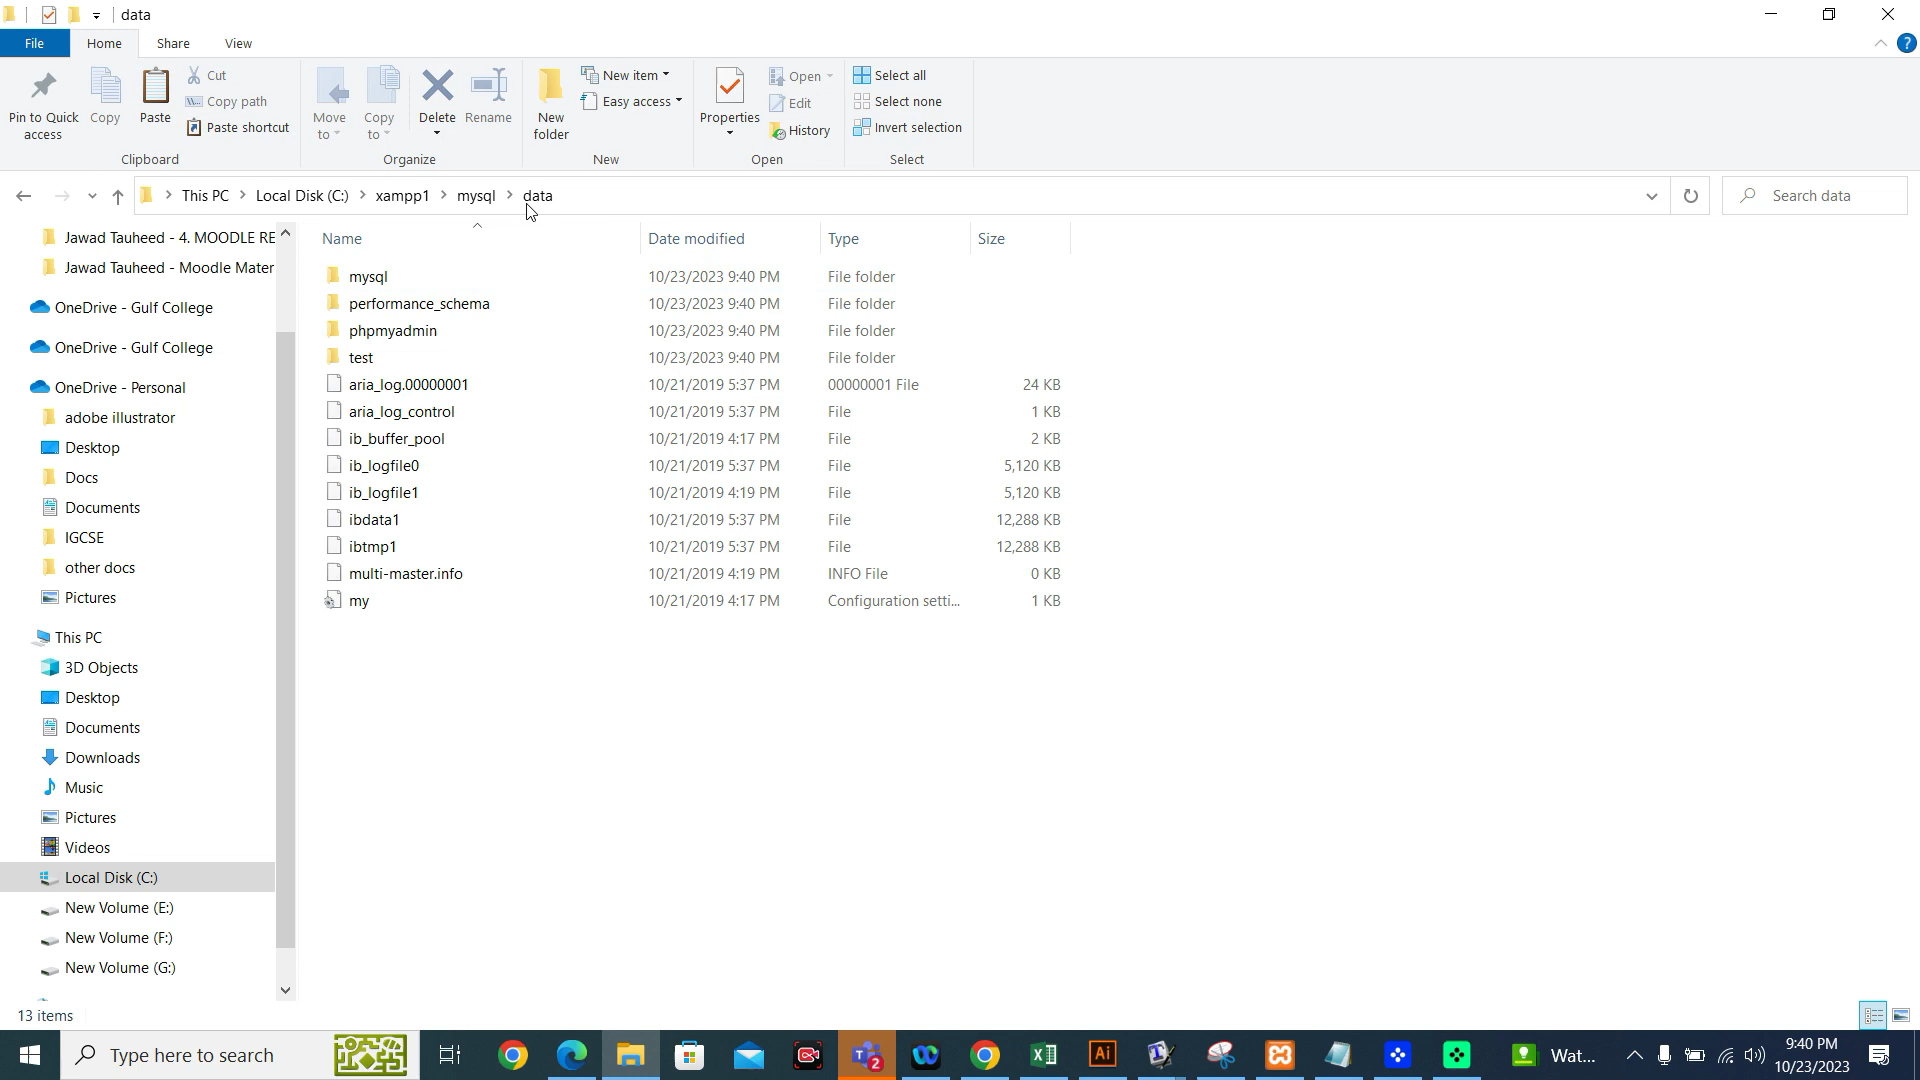 data
File Home Share View
Pin to Quick access
Copy
Paste
Cut
Copy path
Paste shortcut
Clipboard
Move to
Copy to
Delete
Rename
Organize
New folder
New item
Easy access
New
Properties
Open
Edit
History
Open
Select all
Select none
Invert selection
Select
This PC Local Disk (C:) xampp1 mysql data
Search data
Jawad Tauheed - 4. MOODLE RE
Jawad Tauheed - Moodle Mater
OneDrive - Gulf College
OneDrive - Gulf College
OneDrive - Personal
adobe illustrator
Desktop
Docs
Documents
IGCSE
other docs
Pictures
This PC
3D Objects
Desktop
Documents
Downloads
Music
Pictures
Videos
Local Disk (C:)
New Volume (E:)
New Volume (F:)
New Volume (G:)
Name Date modified Type Size
mysql 10/23/2023 9:40 PM File folder
performance_schema 10/23/2023 9:40 PM File folder
phpmyadmin 10/23/2023 9:40 PM File folder
test 10/23/2023 9:40 PM File folder
aria_log.00000001 10/21/2019 5:37 PM 00000001 File 24 KB
aria_log_control 10/21/2019 5:37 PM File 1 KB
ib_buffer_pool 10/21/2019 4:17 PM File 2 KB
ib_logfile0 10/21/2019 5:37 PM File 5,120 KB
ib_logfile1 10/21/2019 4:19 PM File 5,120 KB
ibdata1 10/21/2019 5:37 PM File 12,288 KB
ibtmp1 10/21/2019 5:37 PM File 12,288 KB
multi-master.info 10/21/2019 4:19 PM INFO File 0 KB
my 10/21/2019 4:17 PM Configuration setti... 1 KB
13 items
Type here to search
2
Ai
Wat...
9:40 PM
10/23/2023